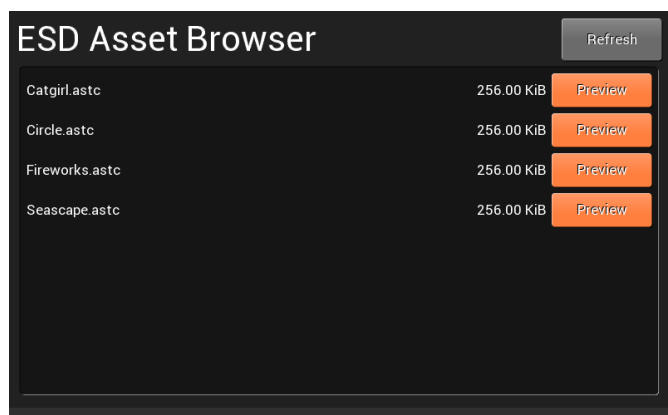 ESD Asset Browser Refresh
Catgirl.astc 256.00 KiB Preview
Circle.astc 256.00 KiB Preview
Fireworks.astc 256.00 KiB Preview
Seascape.astc 256.00 KiB Preview